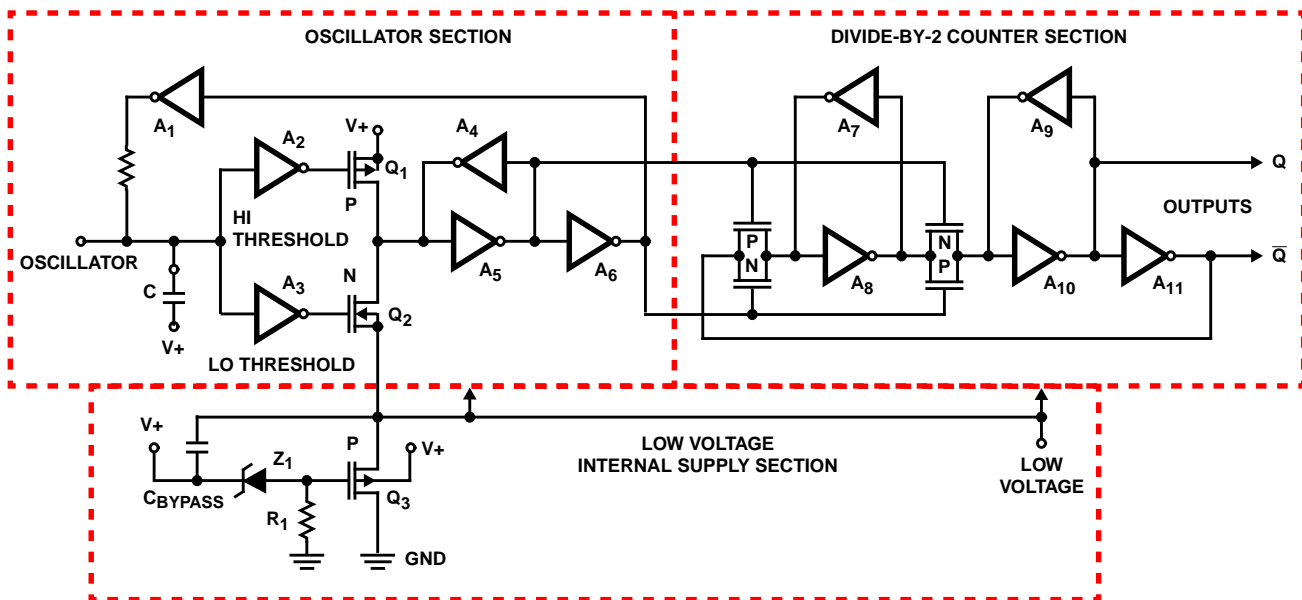 OSCILLATOR SECTION
DIVIDE-BY-2 COUNTER SECTION
A1
A2
V+
Q1
P
A4
A7
A9
Q
HI
THRESHOLD
OUTPUTS
OSCILLATOR
C
V+
A3
N
Q2
A5
A6
P
N
A8
N
P
A10
A11
Q̅
LO THRESHOLD
V+
Z1
P
V+
LOW VOLTAGE
INTERNAL SUPPLY SECTION
LOW
VOLTAGE
CBYPASS
R1
Q3
GND